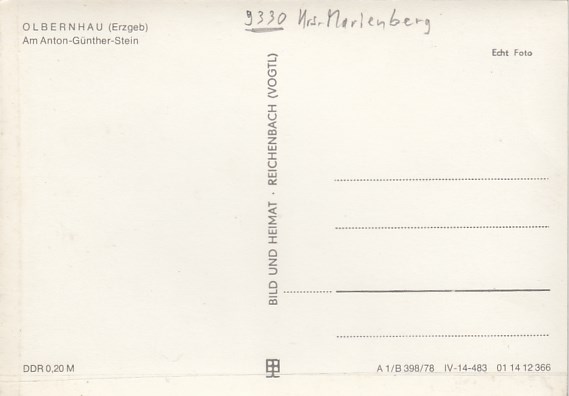 OLBERNHAU (Erzgeb)
Am Anton-Günther-Stein
9330 Krs. Marienberg
Echt Foto
BILD UND HEIMAT · REICHENBACH (VOGTL)
DDR 0,20 M
A 1/B 398/78 IV-14-483 01 14 12 366